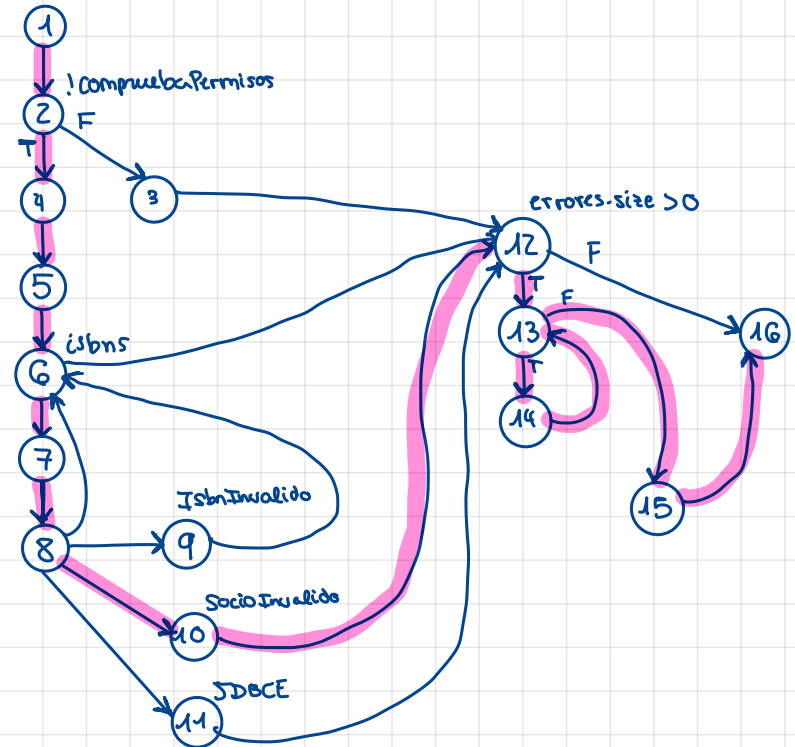 1
!compruebaPermisos
2
F
T
4
3
errores.size >0
12
F
T
5
F
13
16
isbns
6
T
14
7
IsbnInvalido
15
8
9
SocioInvalido
10
JDBCE
11